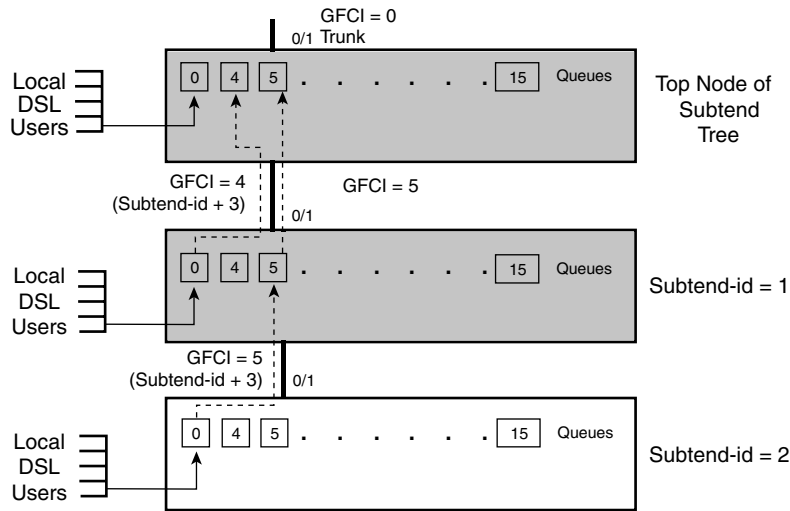 GFCI = 0
0/1 Trunk
0 4 5 . . . . . . 15 Queues
Local
DSL
Users
Top Node of
Subtend
Tree
GFCI = 4
(Subtend-id + 3)
GFCI = 5
0/1
0 4 5 . . . . . . 15 Queues
Local
DSL
Users
Subtend-id = 1
GFCI = 5
(Subtend-id + 3)
0/1
0 4 5 . . . . . . 15 Queues
Local
DSL
Users
Subtend-id = 2